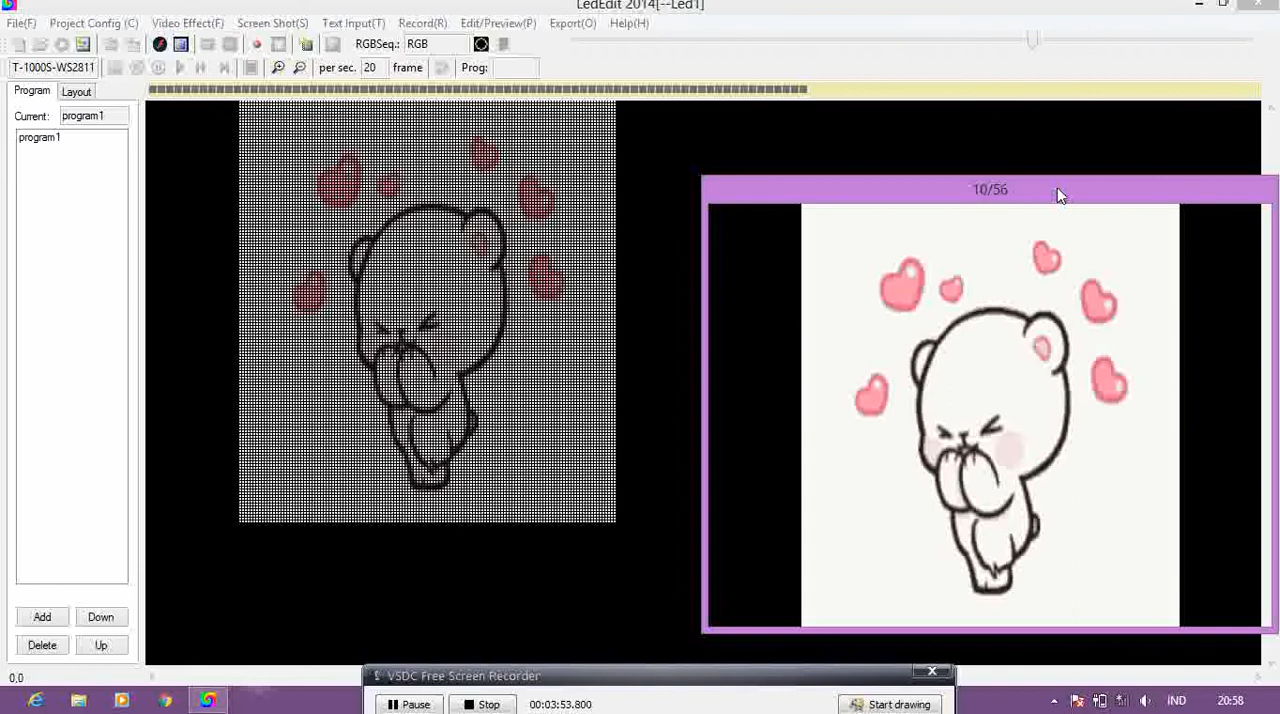 LedEdit 2014[--Led1]
File(F) Project Config (C) Video Effect(F) Screen Shot(S) Text Input(T) Record(R) Edit/Preview(P) Export(O) Help(H)
RGBSeq.: RGB
T-1000S-WS2811 per sec. 20 frame Prog:
Program Layout
Current: program1
program1
10/56
Add Down
Delete Up
0,0
VSDC Free Screen Recorder
Pause Stop 00:03:53.800 Start drawing
IND 20:58